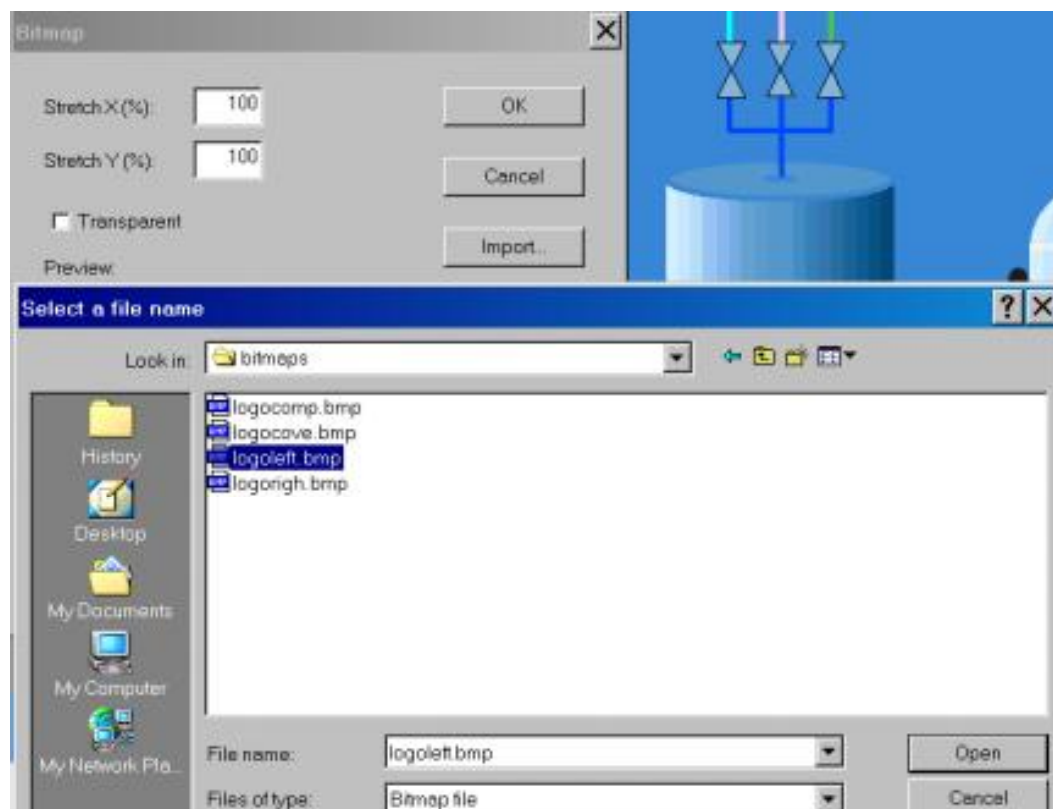 Bitmap
Stretch X (%):
100
OK
Stretch Y (%):
100
Cancel
Transparent
Import...
Preview:
Select a file name
Look in:
bitmaps
logocomp.bmp
logocove.bmp
logoleft.bmp
logorigh.bmp
History
Desktop
My Documents
My Computer
My Network Pla...
File name:
logoleft.bmp
Open
Files of type:
Bitmap file
Cancel